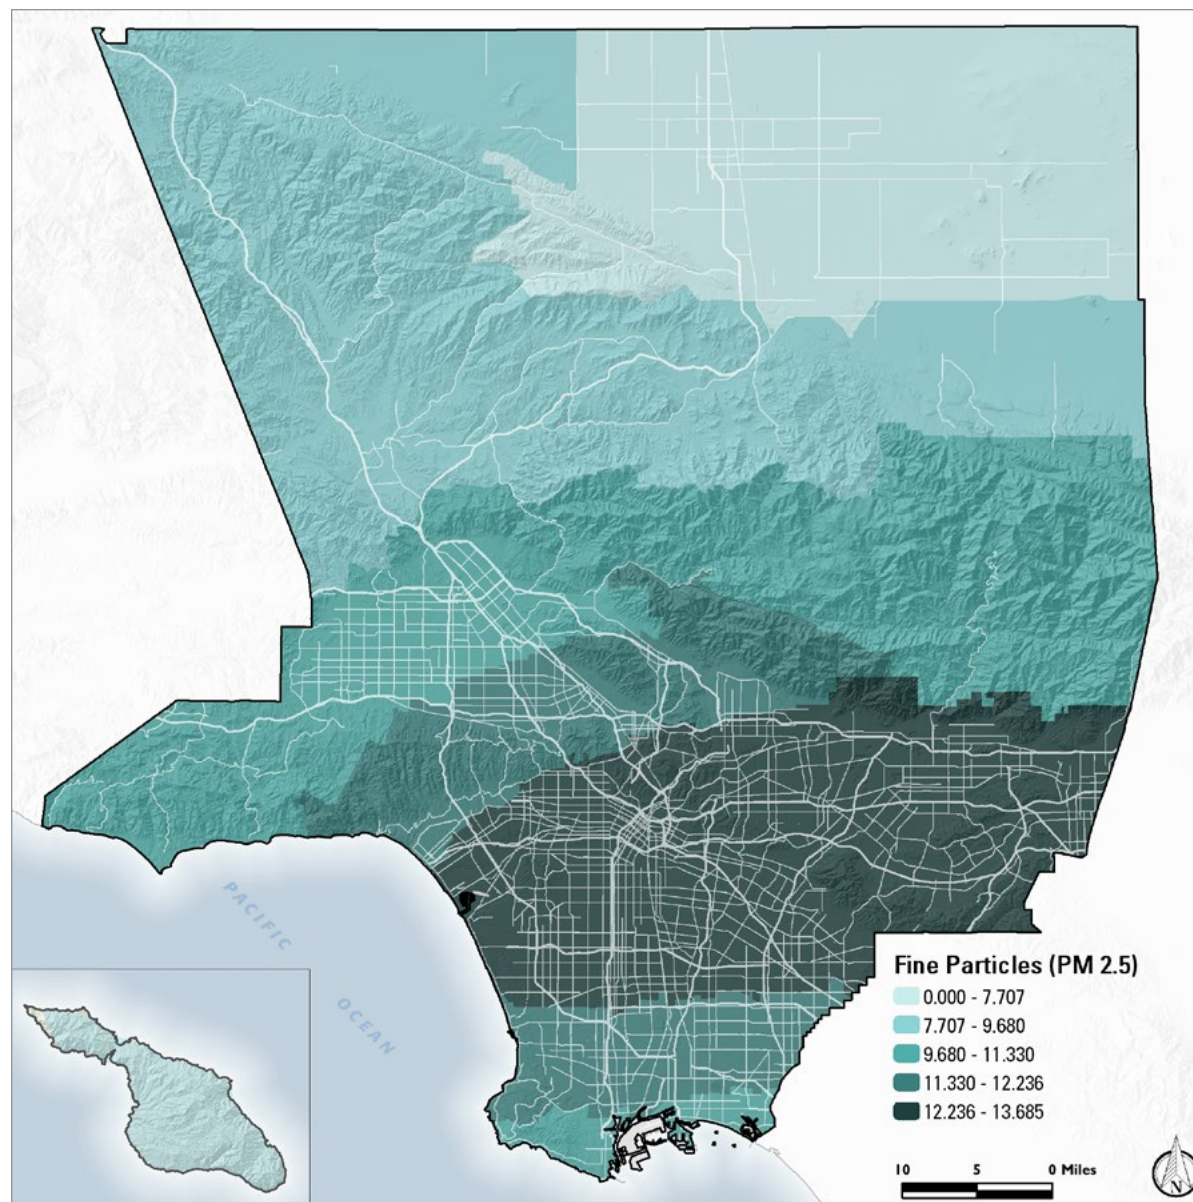 PACIFIC
OCEAN
Fine Particles (PM 2.5)
0.000 - 7.707
7.707 - 9.680
9.680 - 11.330
11.330 - 12.236
12.236 - 13.685
10 5 0 Miles
N